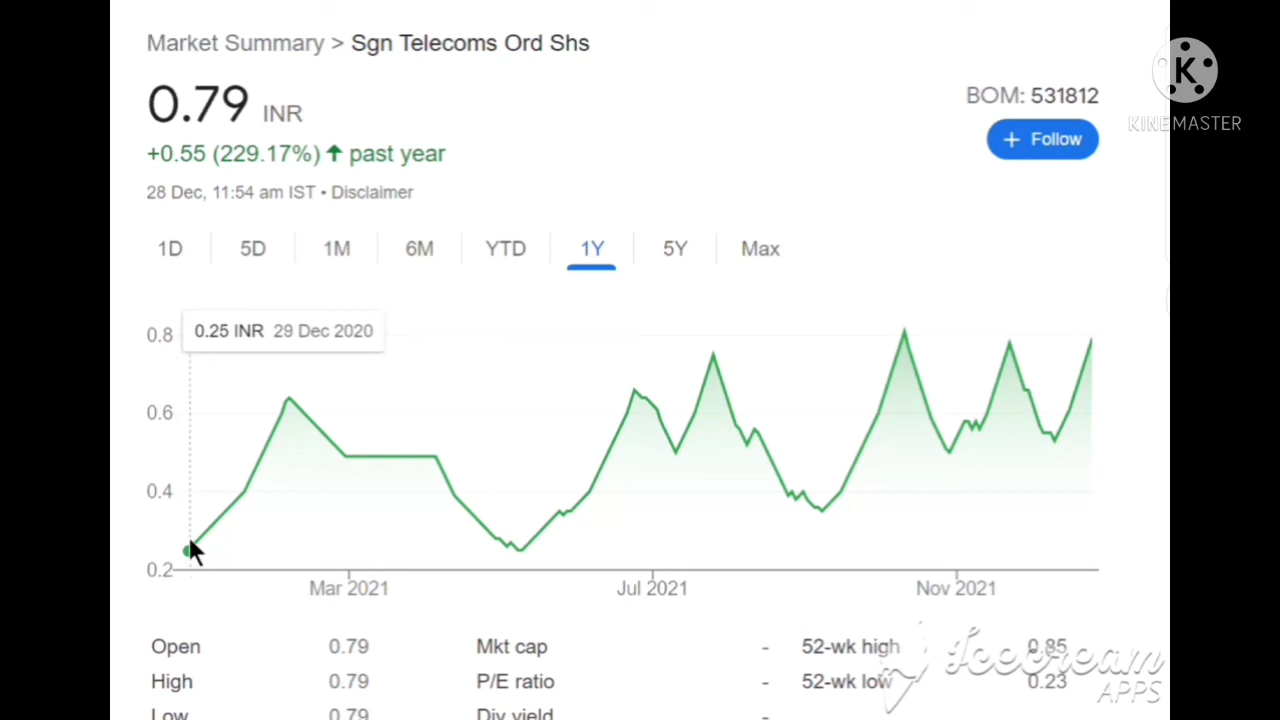 Market Summary > Sgn Telecoms Ord Shs
0.79 INR
BOM: 531812
+ Follow
+0.55 (229.17%) ↑ past year
28 Dec, 11:54 am IST • Disclaimer
1D 5D 1M 6M YTD 1Y 5Y Max
0.25 INR 29 Dec 2020
0.8
0.6
0.4
0.2
Mar 2021 Jul 2021 Nov 2021
Open 0.79 Mkt cap - 52-wk high 0.85
High 0.79 P/E ratio - 52-wk low 0.23
Low 0.79 Div yield -
K
KINEMASTER
Icecream
APPS